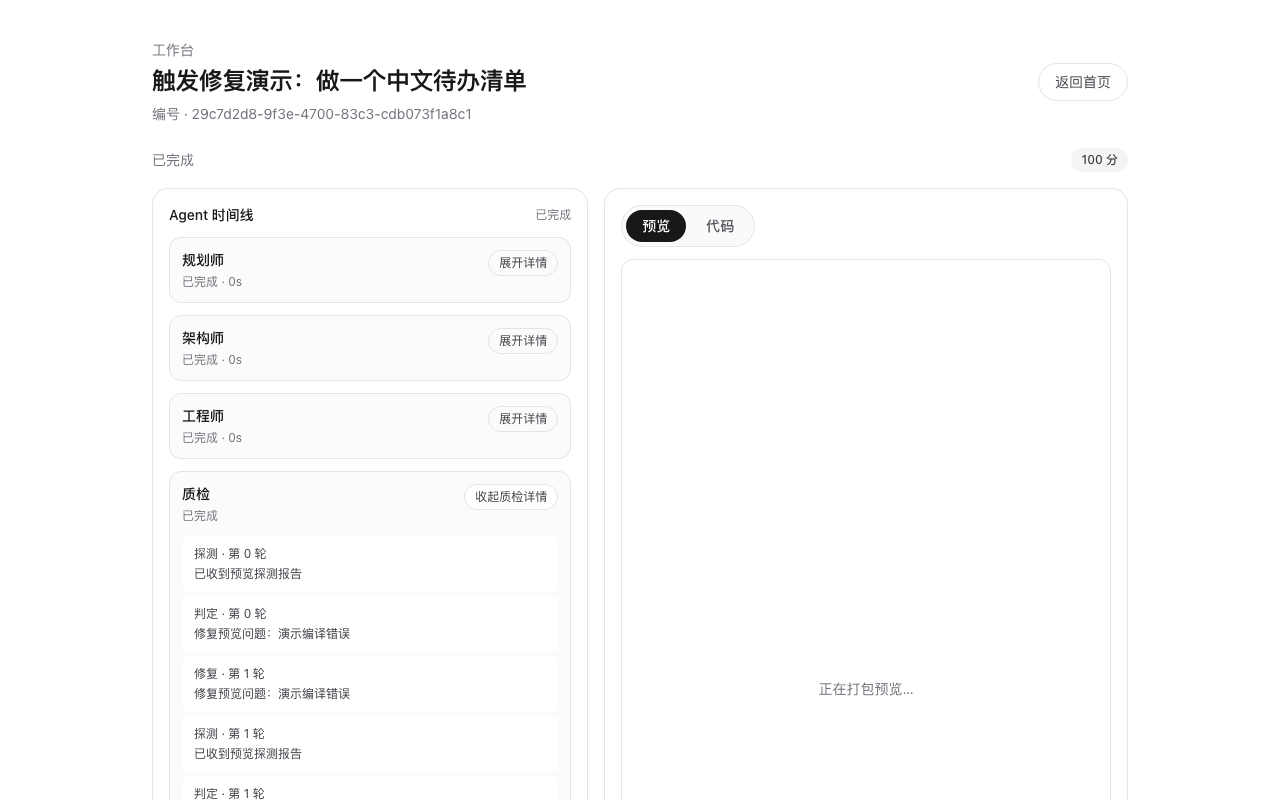 工作台
触发修复演示：做一个中文待办清单
返回首页
编号 · 29c7d2d8-9f3e-4700-83c3-cdb073f1a8c1
已完成
100 分
Agent 时间线
已完成
规划师
展开详情
已完成 · 0s
架构师
展开详情
已完成 · 0s
工程师
展开详情
已完成 · 0s
质检
收起质检详情
已完成
探测 · 第 0 轮
已收到预览探测报告
判定 · 第 0 轮
修复预览问题：演示编译错误
修复 · 第 1 轮
修复预览问题：演示编译错误
探测 · 第 1 轮
已收到预览探测报告
判定 · 第 1 轮
预览
代码
正在打包预览...